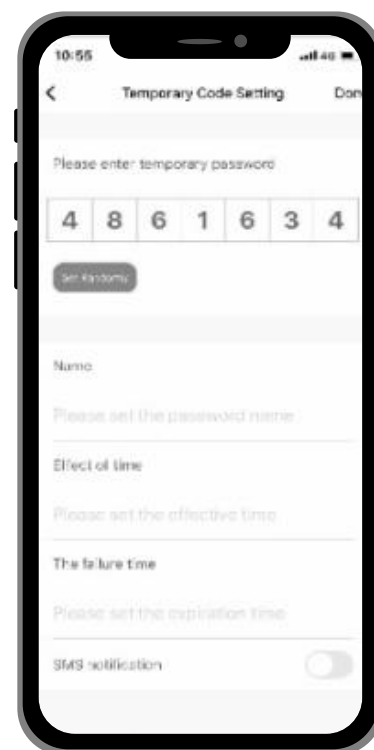 10:55 4G
< Temporary Code Setting Don
Please enter temporary password
4 8 6 1 6 3 4
Set Randomly
Name
Please set the password name
Effect of time
Please set the effective time
The failure time
Please set the expiration time
SMS notification